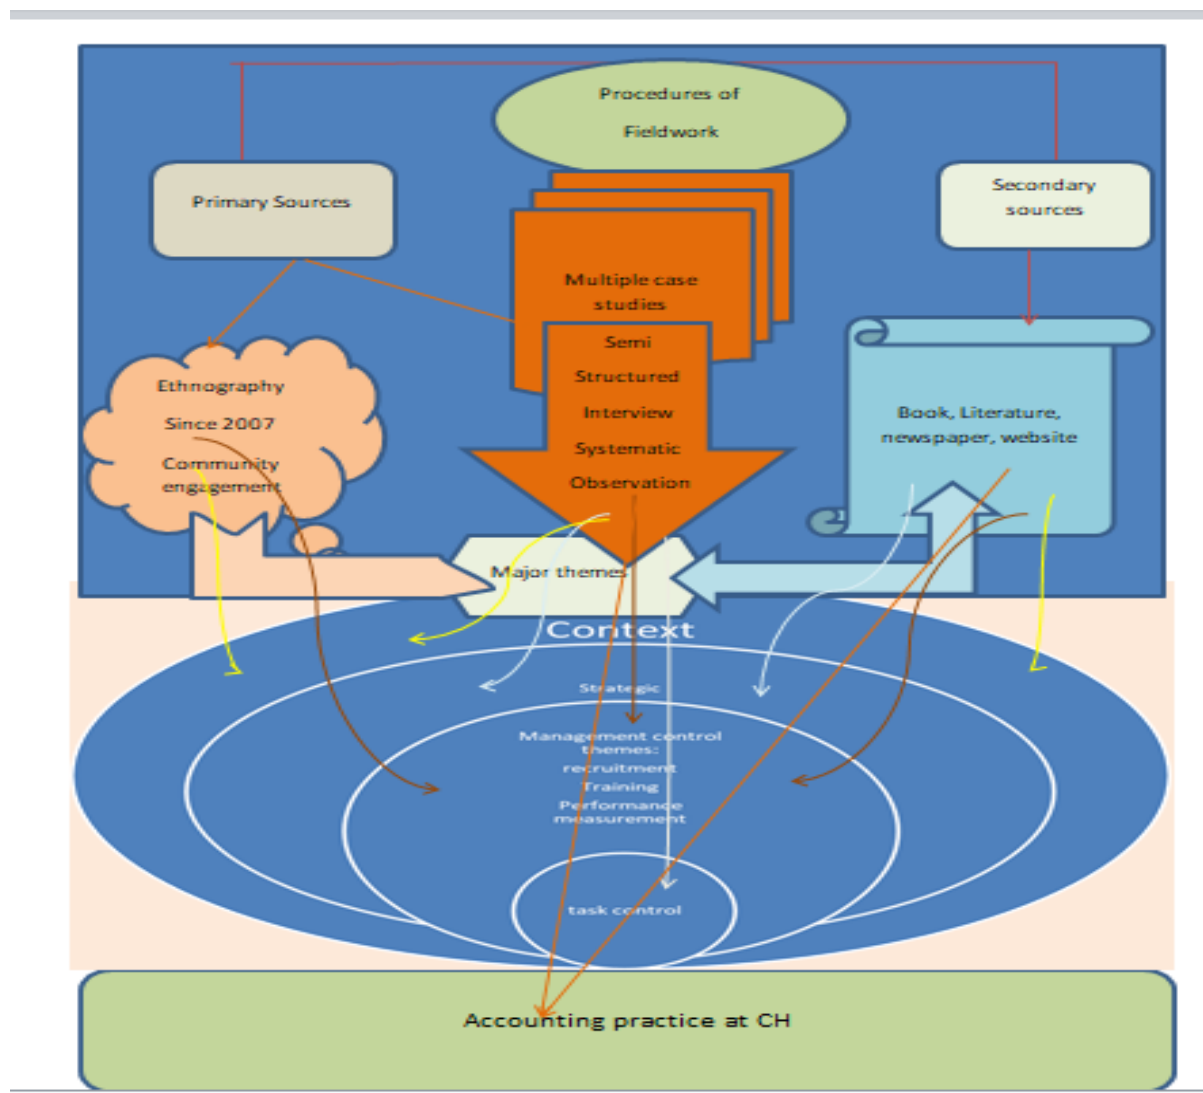 Procedures of
Fieldwork
Primary Sources
Secondary
sources
Multiple case
studies
Semi
Structured
Interview
Systematic
Observation
Ethnography
Since 2007
Community
engagement
Book, Literature,
newspaper, website
Major themes
Context
Strategic
Management control
themes:
recruitment
Training
Performance
measurement
task control
Accounting practice at CH